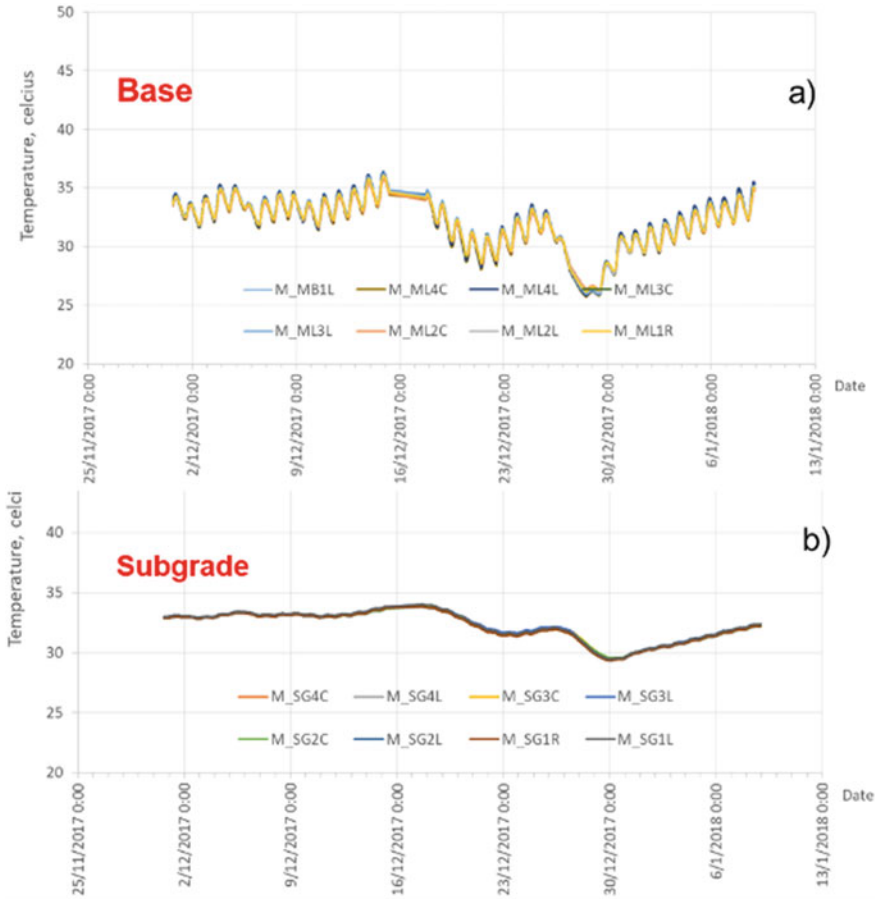 50
45
Base
a)
40
35
30
25
20
Temperature, celcius
M_MB1L M_ML4C M_ML4L M_ML3C
M_ML3L M_ML2C M_ML2L M_ML1R
25/11/2017 0:00
2/12/2017 0:00
9/12/2017 0:00
16/12/2017 0:00
23/12/2017 0:00
30/12/2017 0:00
6/1/2018 0:00
13/1/2018 0:00
Date
b)
40
Subgrade
35
30
25
20
Temperature, celci
M_SG4C M_SG4L M_SG3C M_SG3L
M_SG2C M_SG2L M_SG1R M_SG1L
25/11/2017 0:00
2/12/2017 0:00
9/12/2017 0:00
16/12/2017 0:00
23/12/2017 0:00
30/12/2017 0:00
6/1/2018 0:00
13/1/2018 0:00
Date